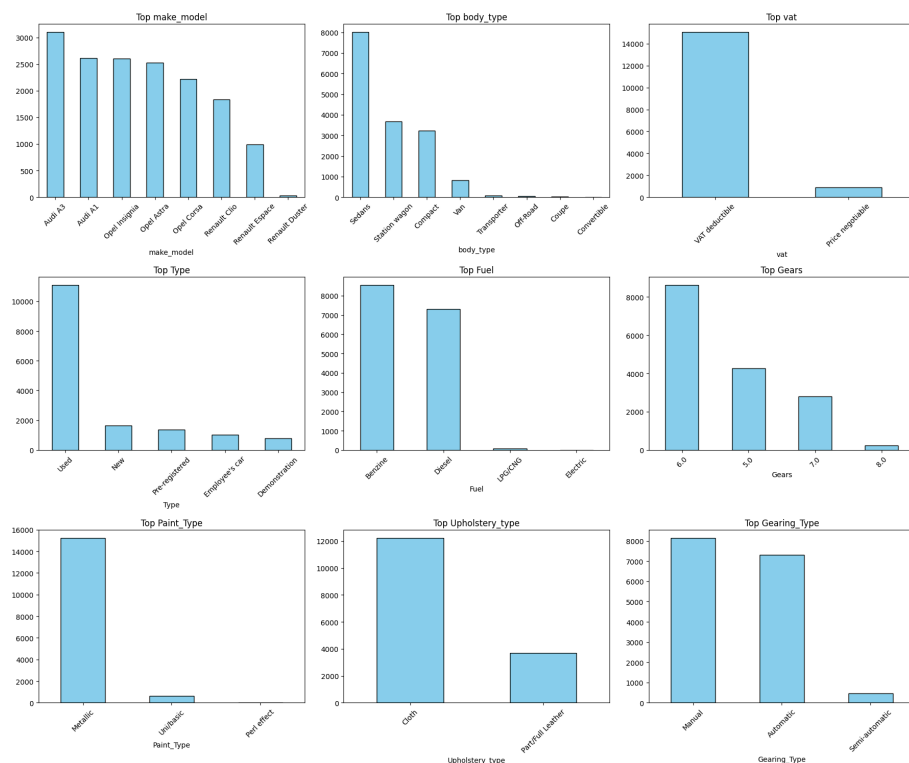 Top make_model
3000
2500
2000
1500
1000
500
0
Audi A3
Audi A1
Opel Insignia
Opel Astra
Opel Corsa
Renault Clio
Renault Espace
Renault Duster
make_model
Top body_type
8000
7000
6000
5000
4000
3000
2000
1000
0
Sedans
Station wagon
Compact
Van
Transporter
Off-Road
Coupe
Convertible
body_type
Top vat
14000
12000
10000
8000
6000
4000
2000
0
VAT deductible
Price negotiable
vat
Top Type
10000
8000
6000
4000
2000
0
Used
New
Pre-registered
Employee's car
Demonstration
Type
Top Fuel
8000
7000
6000
5000
4000
3000
2000
1000
0
Benzine
Diesel
LPG/CNG
Electric
Fuel
Top Gears
8000
6000
4000
2000
0
6.0
5.0
7.0
8.0
Gears
Top Paint_Type
16000
14000
12000
10000
8000
6000
4000
2000
0
Metallic
Uni/basic
Perl effect
Paint_Type
Top Upholstery_type
12000
10000
8000
6000
4000
2000
0
Cloth
Part/Full Leather
Upholstery_type
Top Gearing_Type
8000
7000
6000
5000
4000
3000
2000
1000
0
Manual
Automatic
Semi-automatic
Gearing_Type